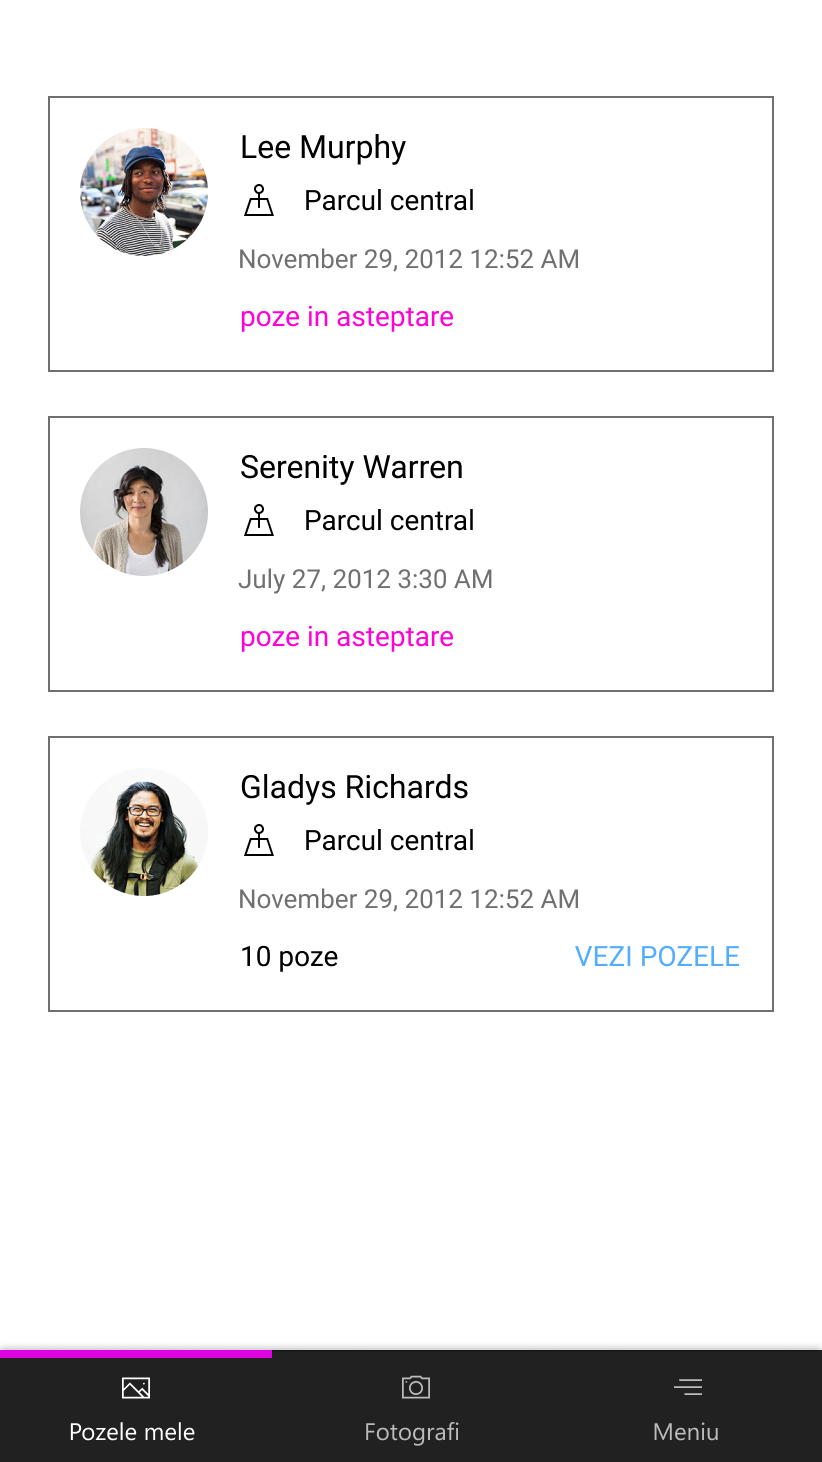 Lee Murphy
Parcul central
November 29, 2012 12:52 AM
poze in asteptare
Serenity Warren
Parcul central
July 27, 2012 3:30 AM
poze in asteptare
Gladys Richards
Parcul central
November 29, 2012 12:52 AM
10 poze VEZI POZELE
Pozele mele Fotografi Meniu